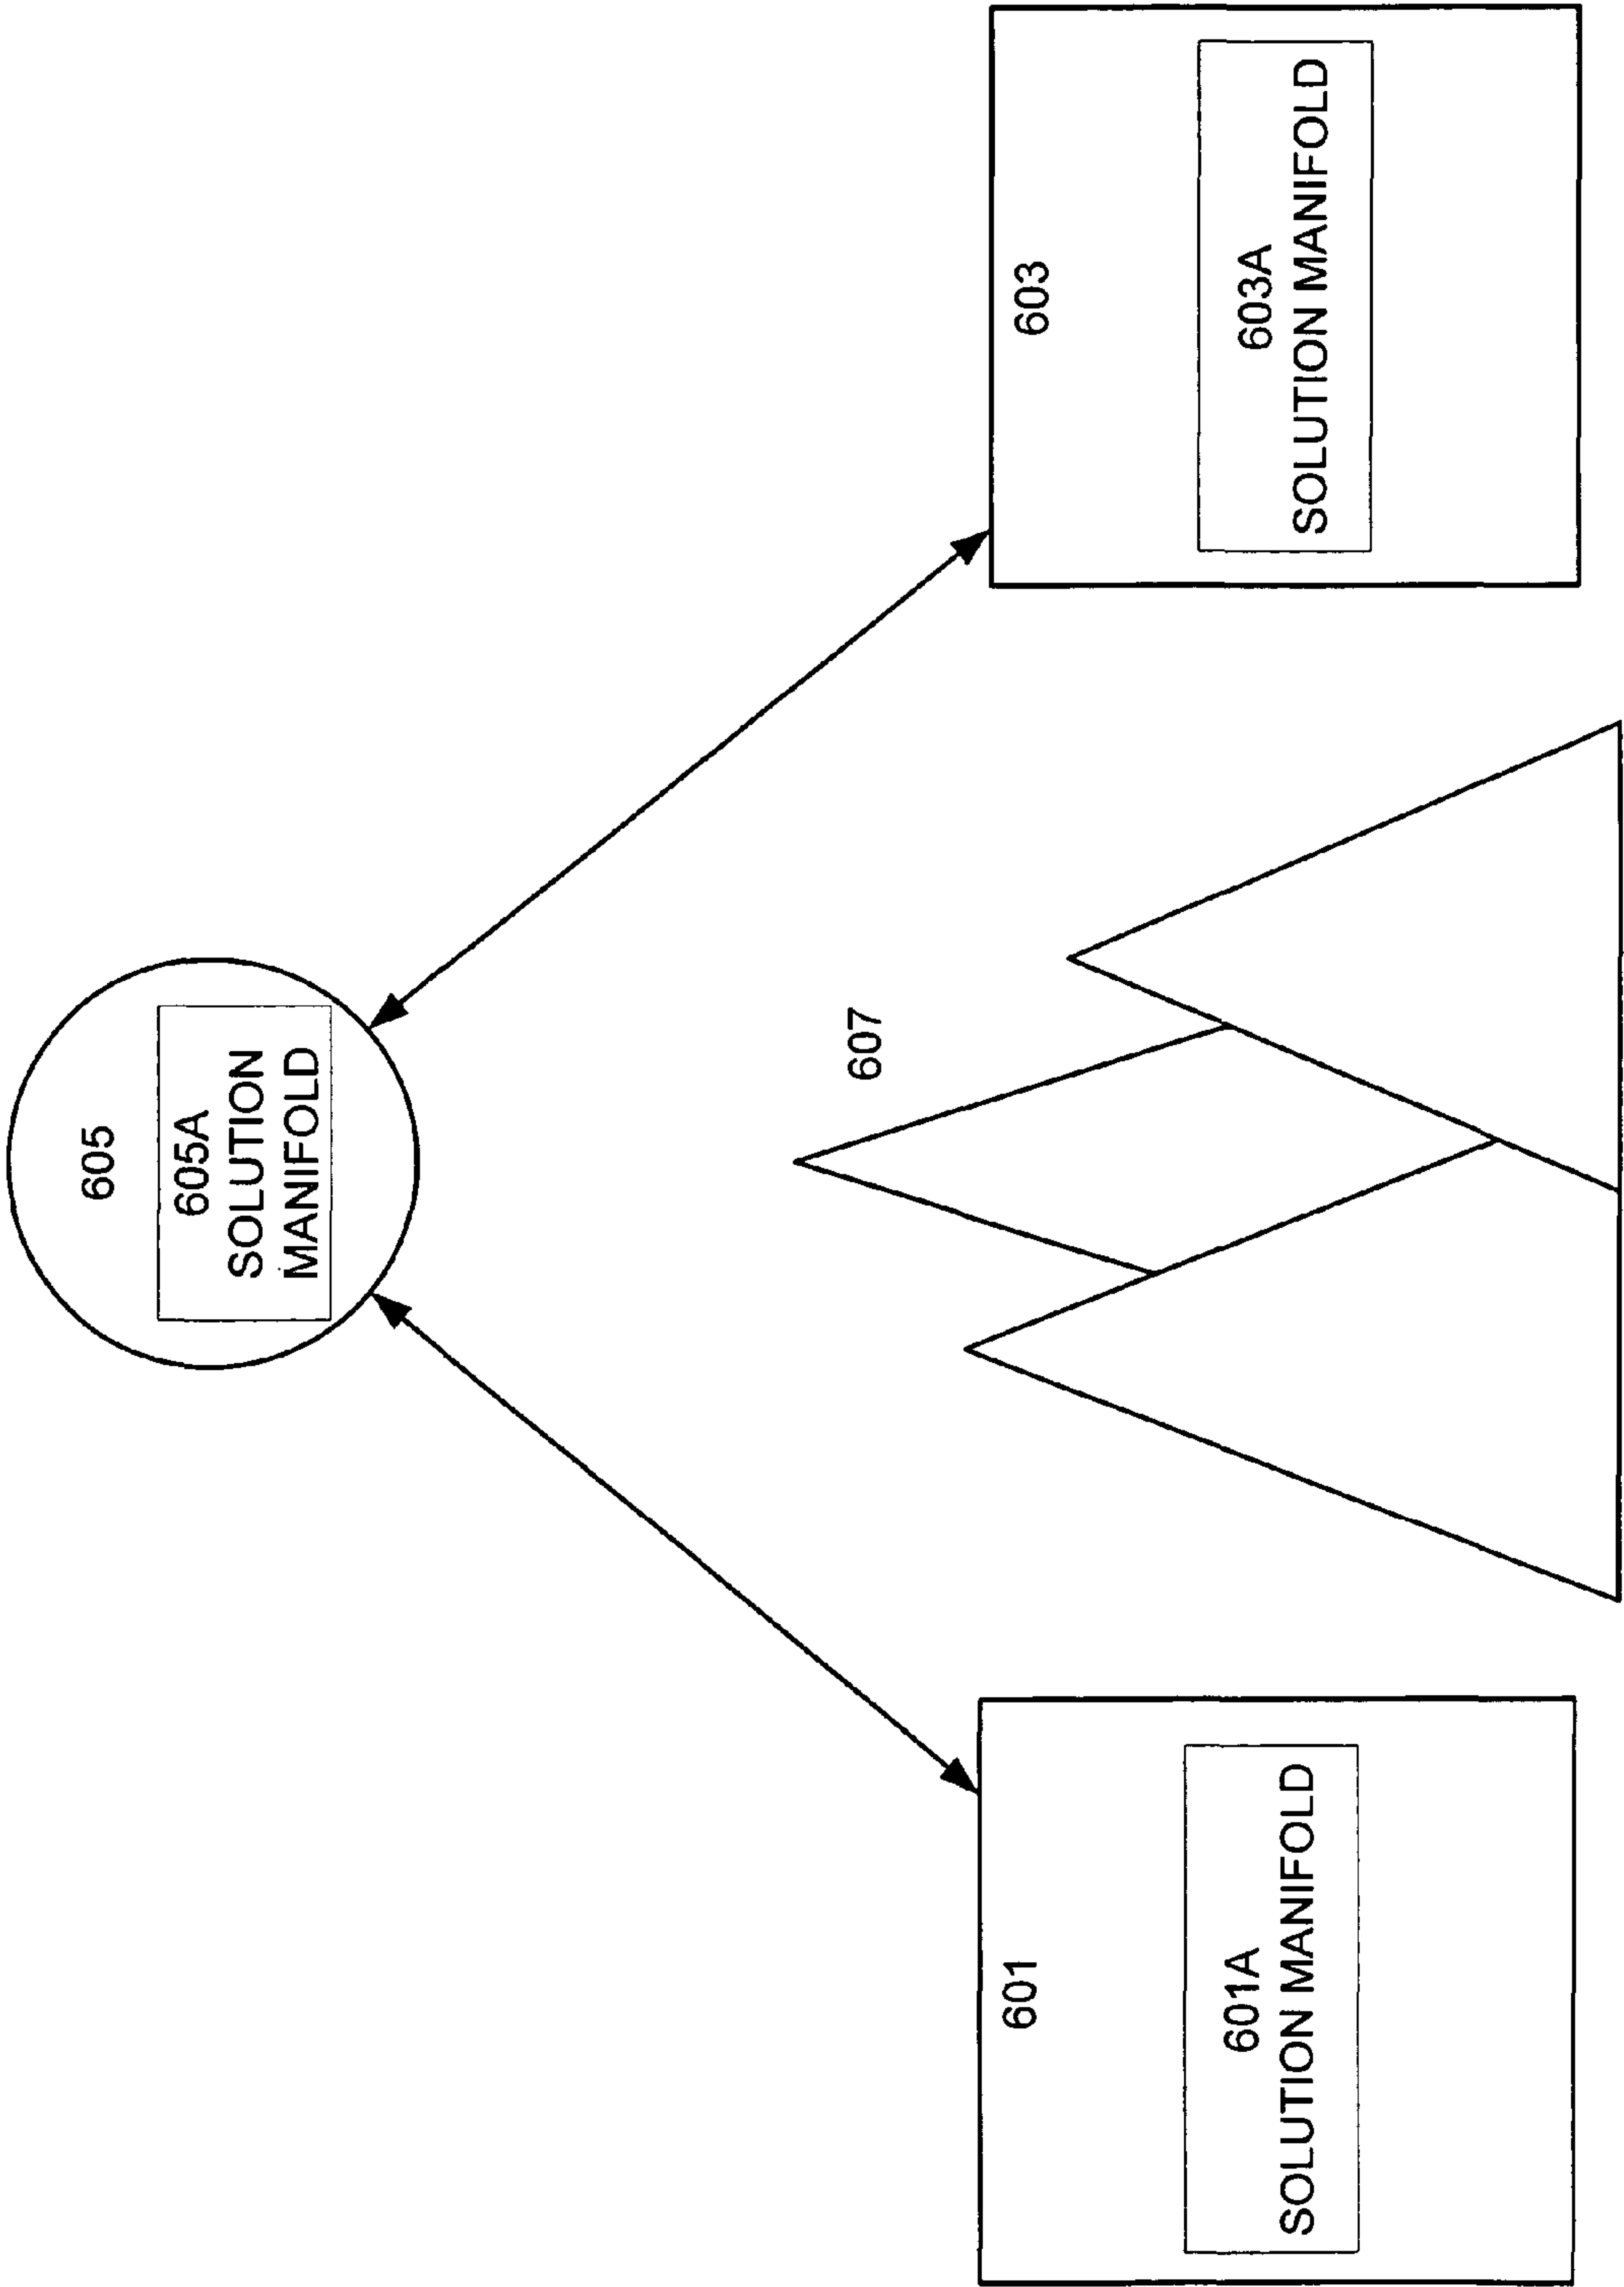 605
605A
SOLUTION
MANIFOLD
607
601
601A
SOLUTION MANIFOLD
603
603A
SOLUTION MANIFOLD